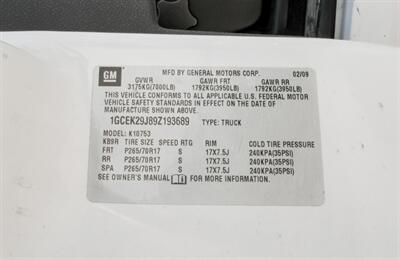 GM
MFD BY GENERAL MOTORS CORP. 02/09
GVWR GAWR FRT GAWR RR
3175KG(7000LB) 1792KG(3950LB) 1792KG(3950LB)
THIS VEHICLE CONFORMS TO ALL APPLICABLE U.S. FEDERAL MOTOR
VEHICLE SAFETY STANDARDS IN EFFECT ON THE DATE OF
MANUFACTURE SHOWN ABOVE.
1GCEK29J89Z193689 TYPE: TRUCK
MODEL: K10753
KB9R TIRE SIZE SPEED RTG RIM COLD TIRE PRESSURE
FRT P265/70R17 S 17X7.5J 240KPA(35PSI)
RR P265/70R17 S 17X7.5J 240KPA(35PSI)
SPA P265/70R17 S 17X7.5J 240KPA(35PSI)
SEE OWNER'S MANUAL FOR MORE INFORMATION.